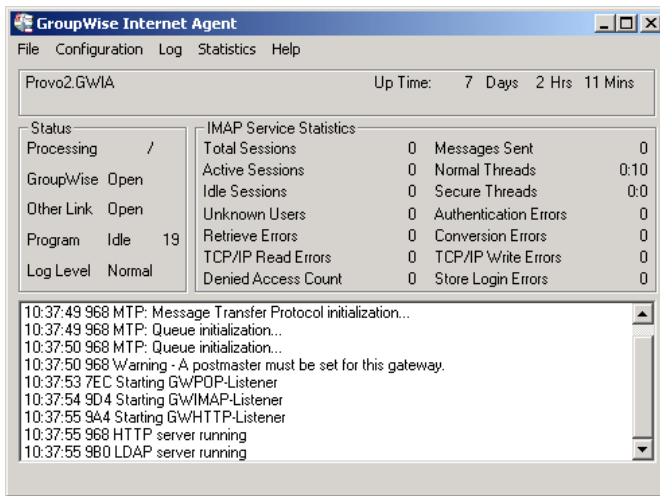 GroupWise Internet Agent
File Configuration Log Statistics Help
Provo2.GWIA Up Time: 7 Days 2 Hrs 11 Mins
Status
Processing /
GroupWise Open
Other Link Open
Program Idle 19
Log Level Normal
IMAP Service Statistics
Total Sessions 0 Messages Sent 0
Active Sessions 0 Normal Threads 0:10
Idle Sessions 0 Secure Threads 0:0
Unknown Users 0 Authentication Errors 0
Retrieve Errors 0 Conversion Errors 0
TCP/IP Read Errors 0 TCP/IP Write Errors 0
Denied Access Count 0 Store Login Errors 0
10:37:49 968 MTP: Message Transfer Protocol initialization...
10:37:49 968 MTP: Queue initialization...
10:37:50 968 MTP: Queue initialization...
10:37:50 968 Warning - A postmaster must be set for this gateway.
10:37:53 7EC Starting GWPOP-Listener
10:37:54 9D4 Starting GWIMAP-Listener
10:37:55 9A4 Starting GWHTTP-Listener
10:37:55 968 HTTP server running
10:37:55 9B0 LDAP server running